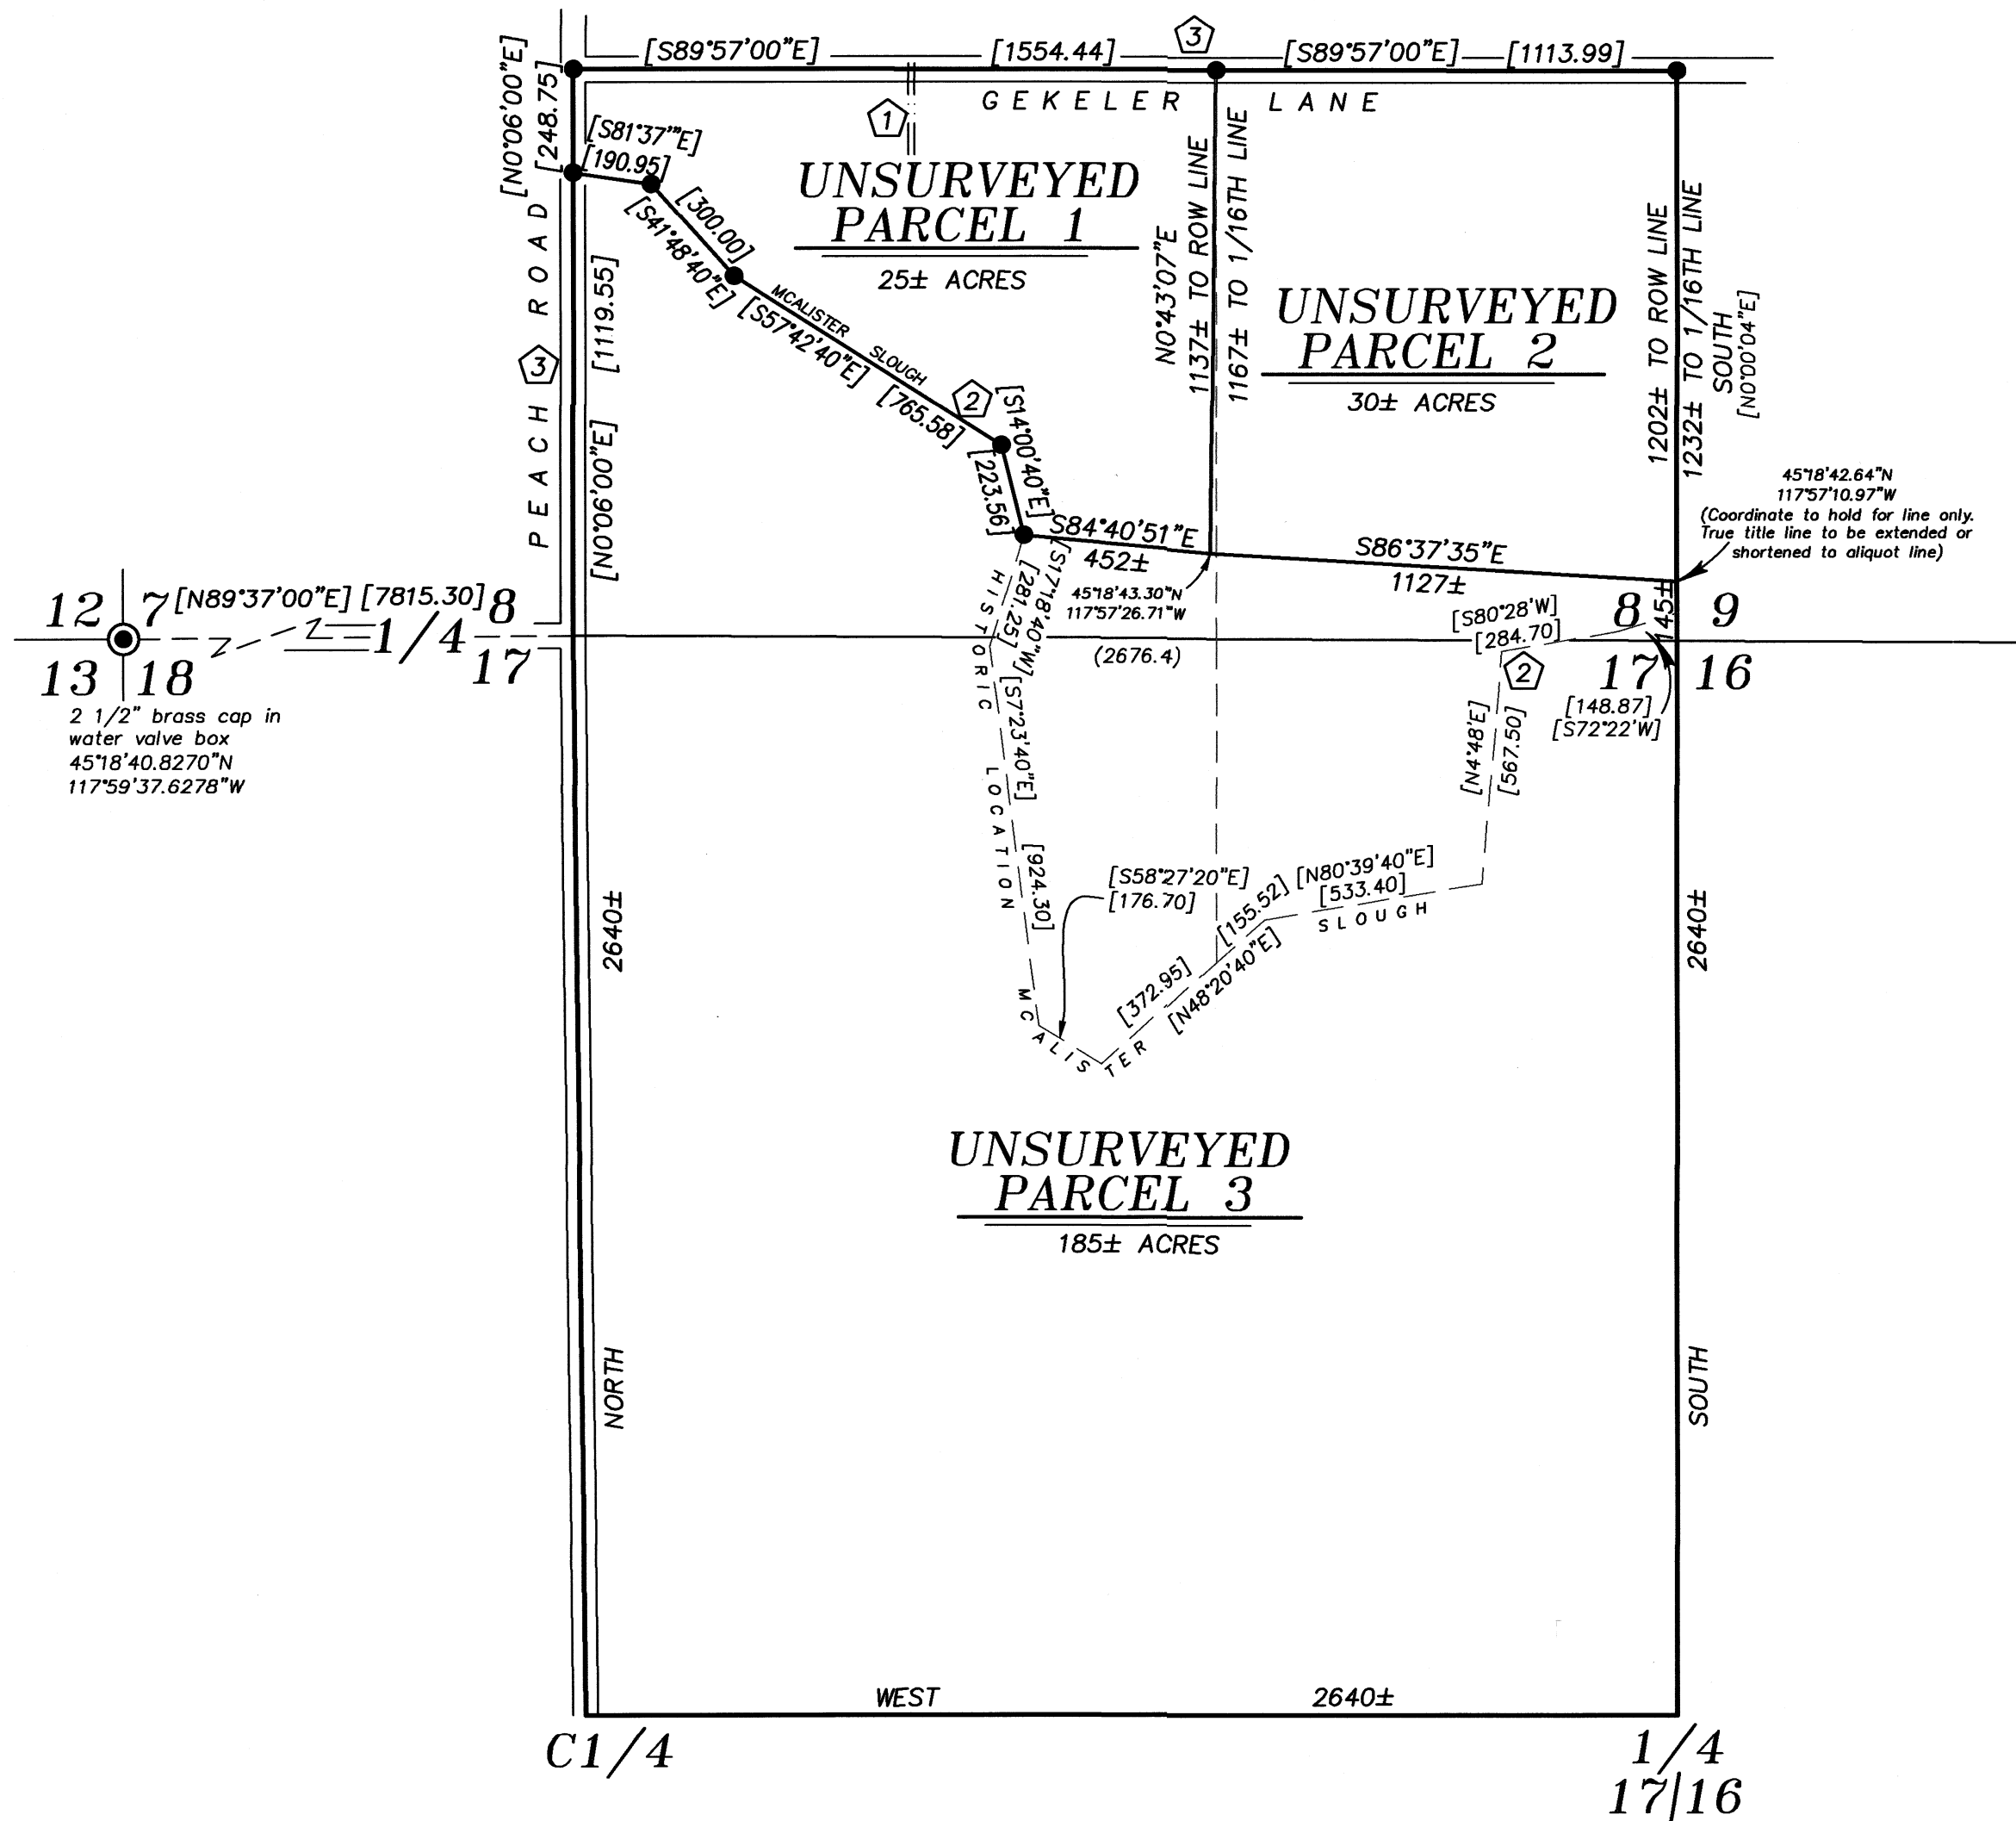 [S89°57'00"E]
[1554.44]
3
[S89°57'00"E]
[1113.99]
[N0°06'00"E]
[248.75]
GEKELER LANE
1
[S81°37'"E]
[190.95]
UNSURVEYED
PARCEL 1
25± ACRES
[300.00]
[S41°48'40"E]
MCALISTER SLOUGH
[S57°42'40"E]
[765.58]
2
[S14°00'40"E]
[223.56]
N0°43'07"E
1137± TO ROW LINE
1167± TO 1/16TH LINE
UNSURVEYED
PARCEL 2
30± ACRES
1202± TO ROW LINE
1232± TO 1/16TH LINE
SOUTH
[N0°00'04"E]
PEACH ROAD
3
[1119.55]
[N0°06'00"E]
45°18'42.64"N
117°57'10.97"W
(Coordinate to hold for line only.
True title line to be extended or
shortened to aliquot line)
S84°40'51"E
452±
S86°37'35"E
1127±
45°18'43.30"N
117°57'26.71"W
[S17°18'40"W]
[281.25]
12 7
[N89°37'00"E] [7815.30]
8
1/4
17
13 18
2 1/2" brass cap in
water valve box
45°18'40.8270"N
117°59'37.6278"W
(2676.4)
[S80°28'W]
[284.70]
2
145±
8 9
17 16
[148.87]
[S72°22'W]
HISTORIC LOCATION
[S7°23'40"E]
[924.30]
[N4°48'E]
[567.50]
[S58°27'20"E]
[176.70]
[155.52]
[N80°39'40"E]
[533.40]
SLOUGH
[372.95]
[N48°20'40"E]
MCALISTER
2640±
2640±
UNSURVEYED
PARCEL 3
185± ACRES
NORTH
SOUTH
WEST
2640±
C1/4
1/4
17|16